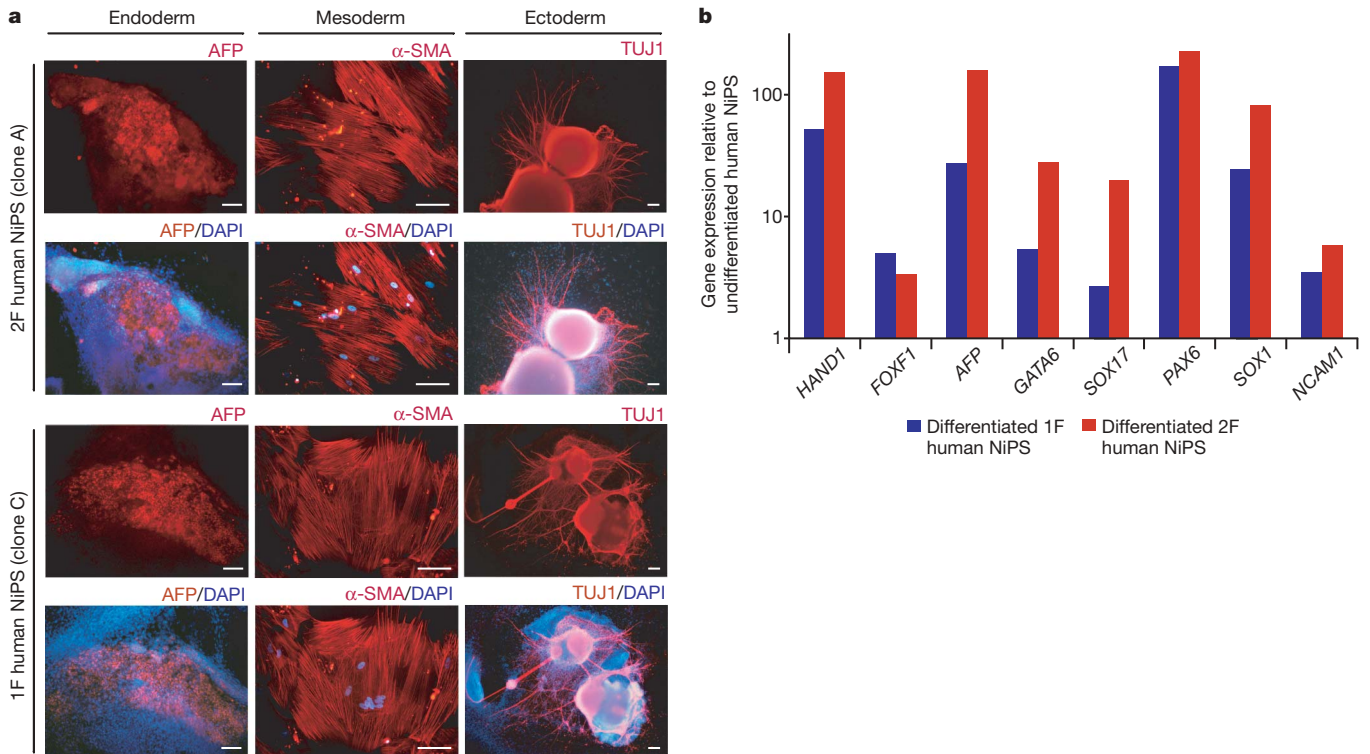 a
Endoderm Mesoderm Ectoderm
2F human NiPS (clone A)
AFP α-SMA TUJ1
AFP/DAPI α-SMA/DAPI TUJ1/DAPI
1F human NiPS (clone C)
AFP α-SMA TUJ1
AFP/DAPI α-SMA/DAPI TUJ1/DAPI
b
Gene expression relative to
undifferentiated human NiPS
100
10
1
HAND1 FOXF1 AFP GATA6 SOX17 PAX6 SOX1 NCAM1
Differentiated 1F
human NiPS
Differentiated 2F
human NiPS